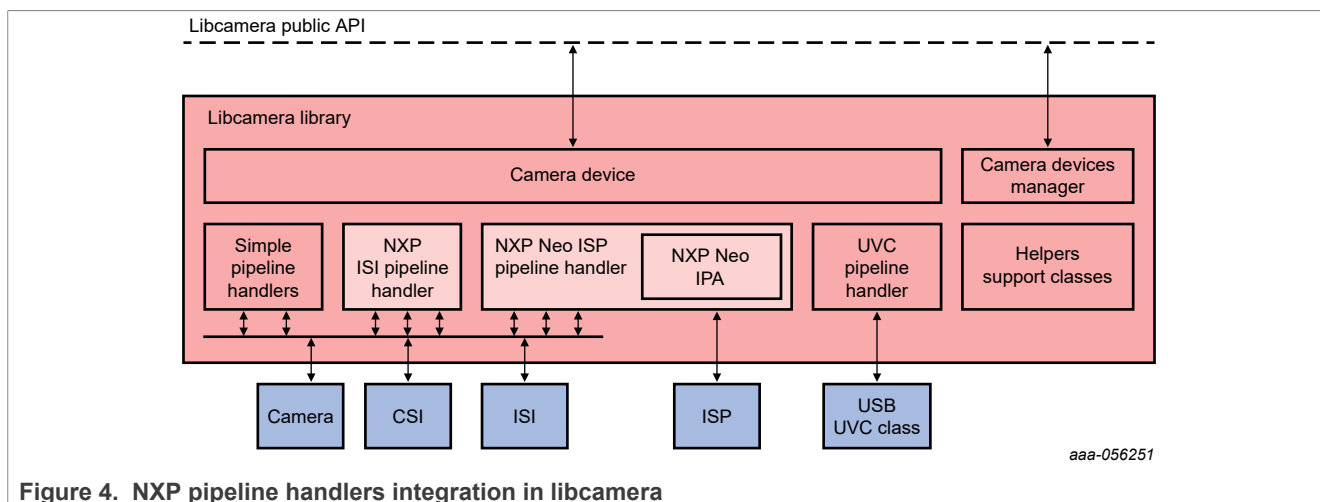 Libcamera public API
Libcamera library
Camera device
Camera devices
manager
Simple
pipeline
handlers
NXP
ISI pipeline
handler
NXP Neo ISP
pipeline handler
NXP Neo
IPA
UVC
pipeline
handler
Helpers
support classes
Camera
CSI
ISI
ISP
USB
UVC class
aaa-056251
Figure 4. NXP pipeline handlers integration in libcamera